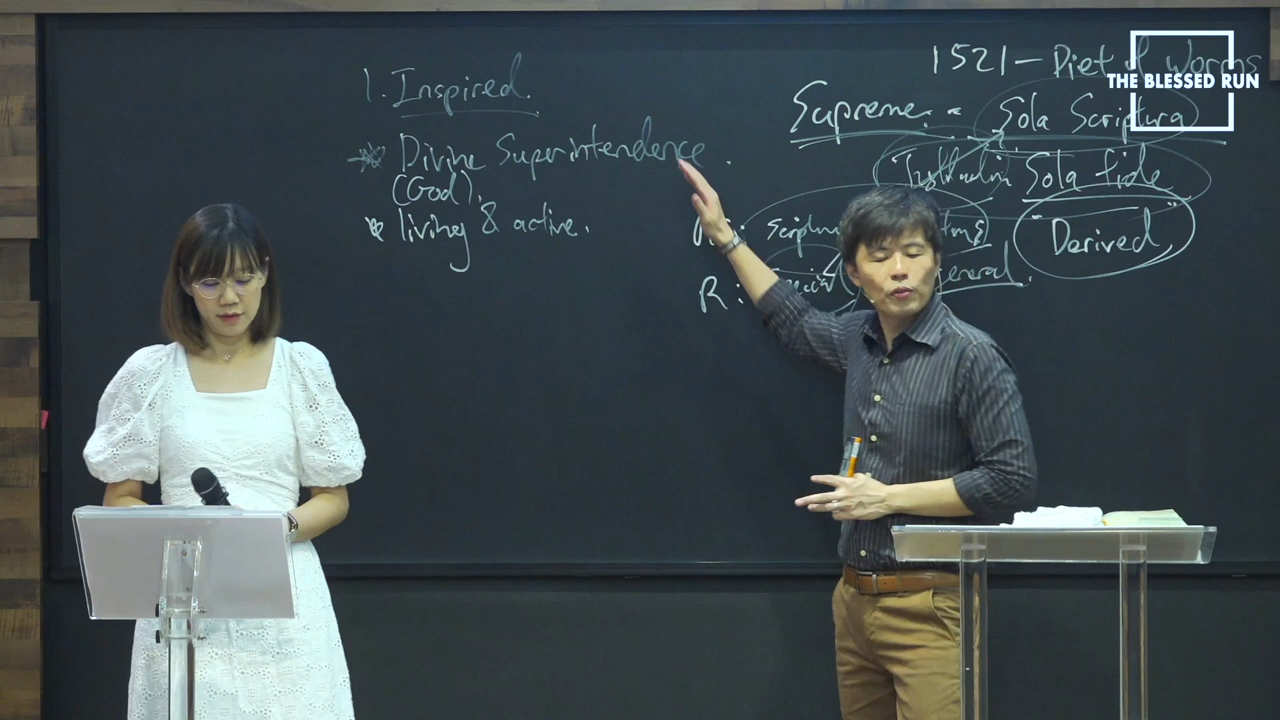 1. Inspired.
* Divine Superintendence.
(God).
* living & active.
1521 - Diet of Worms
Supreme: - Sola Scriptura
Sola fide
"Derived"
R:
general.
THE BLESSED RUN